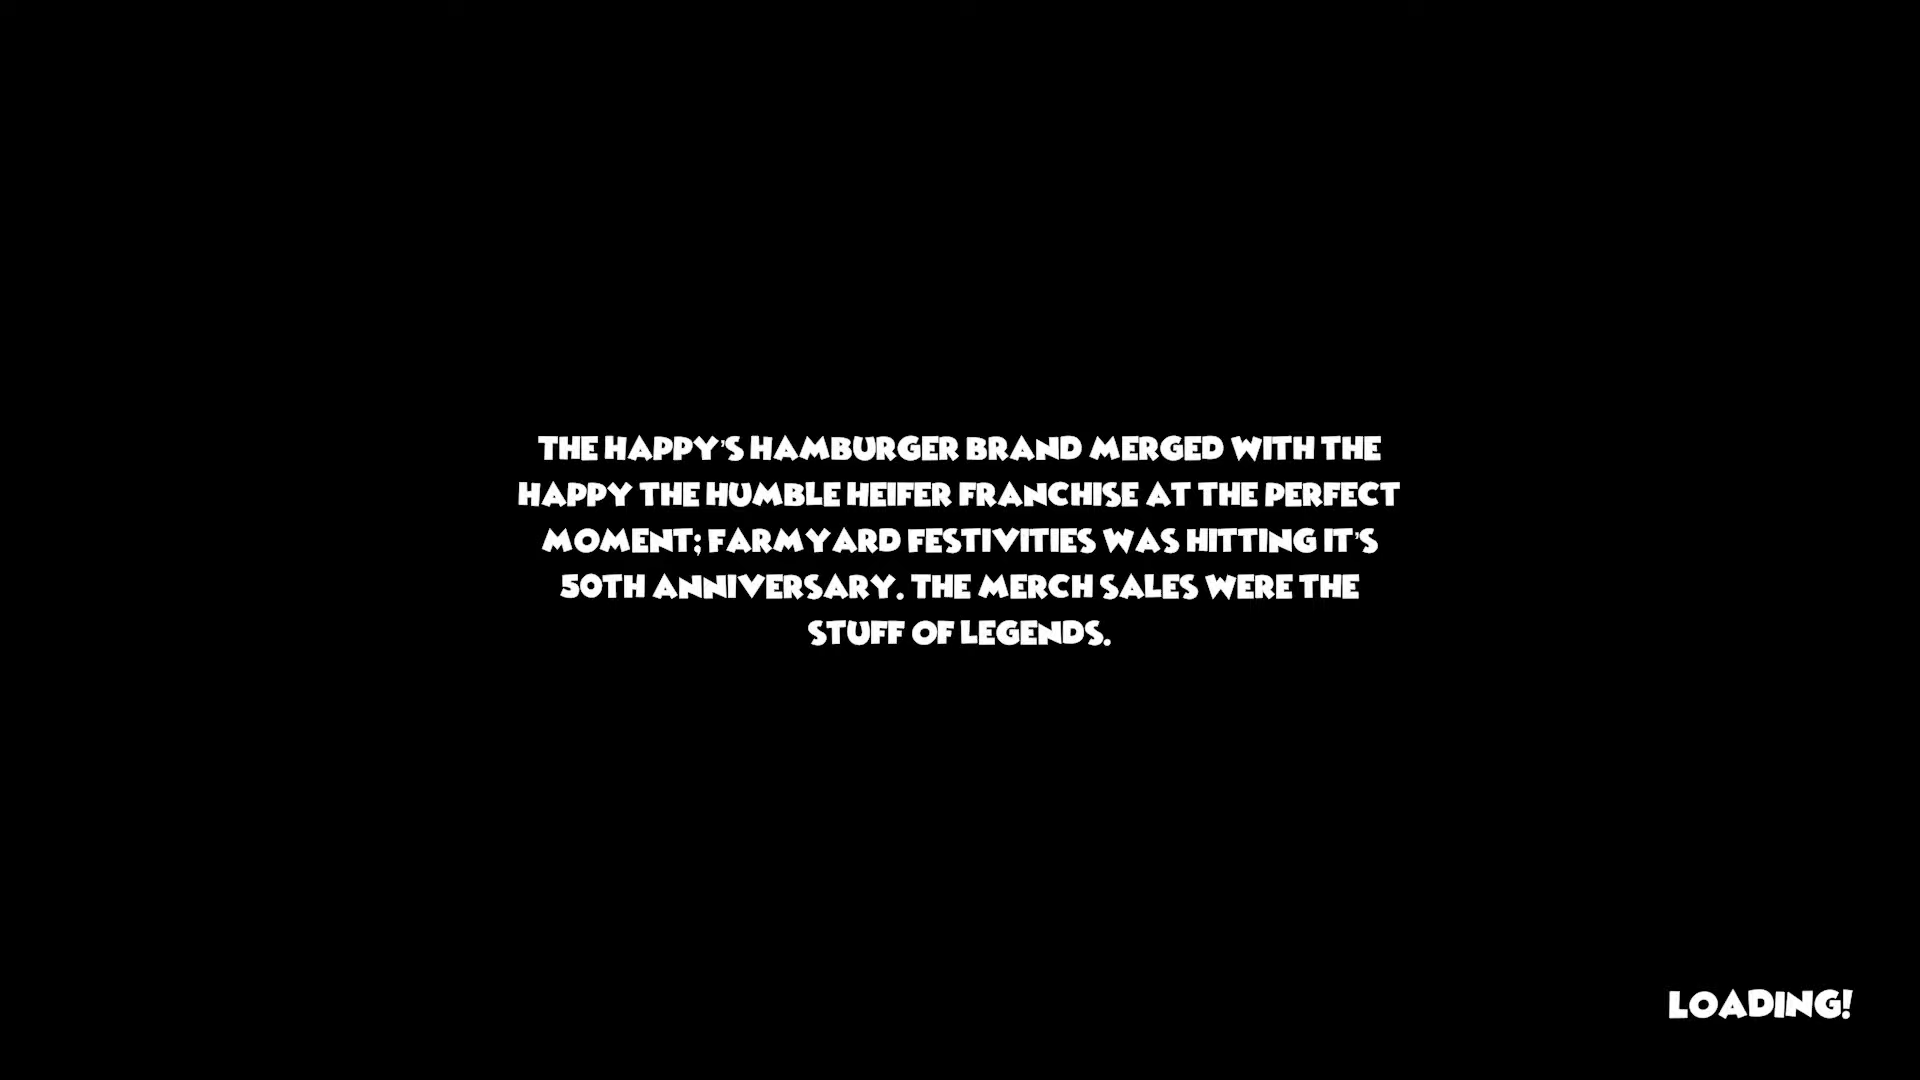 THE HAPPY'S HAMBURGER BRAND MERGED WITH THE
HAPPY THE HUMBLE HEIFER FRANCHISE AT THE PERFECT
MOMENT; FARMYARD FESTIVITIES WAS HITTING IT'S
50TH ANNIVERSARY. THE MERCH SALES WERE THE
STUFF OF LEGENDS.
LOADING!